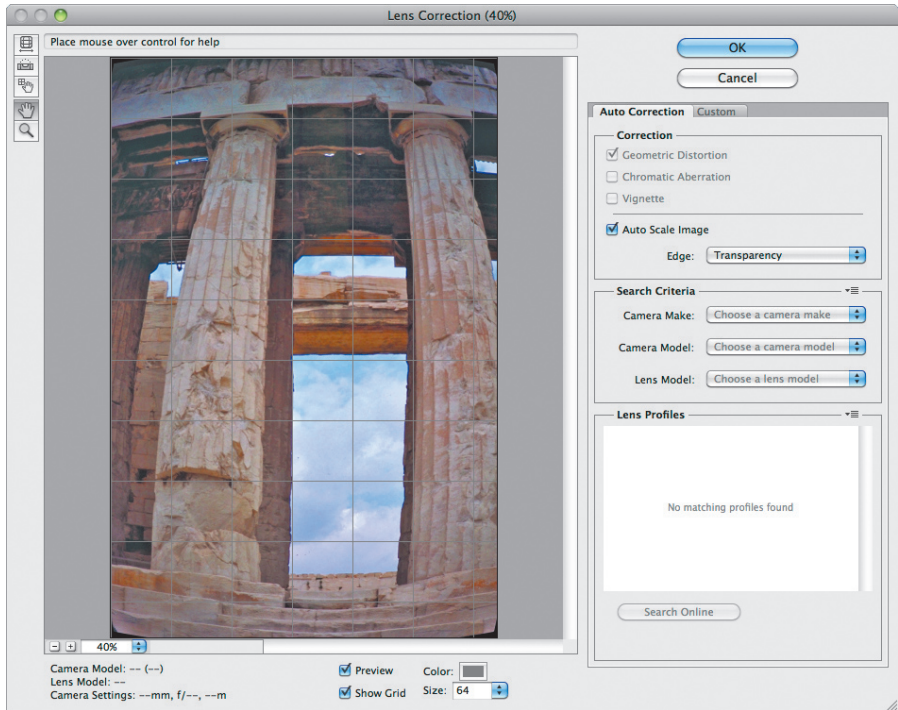 Lens Correction (40%)
Place mouse over control for help
OK
Cancel
Auto Correction
Custom
Correction
Geometric Distortion
Chromatic Aberration
Vignette
Auto Scale Image
Edge: Transparency
Search Criteria
Camera Make: Choose a camera make
Camera Model: Choose a camera model
Lens Model: Choose a lens model
Lens Profiles
No matching profiles found
Search Online
40%
Camera Model: -- (--)
Lens Model: --
Camera Settings: --mm, f/--, --m
Preview
Show Grid
Color:
Size: 64